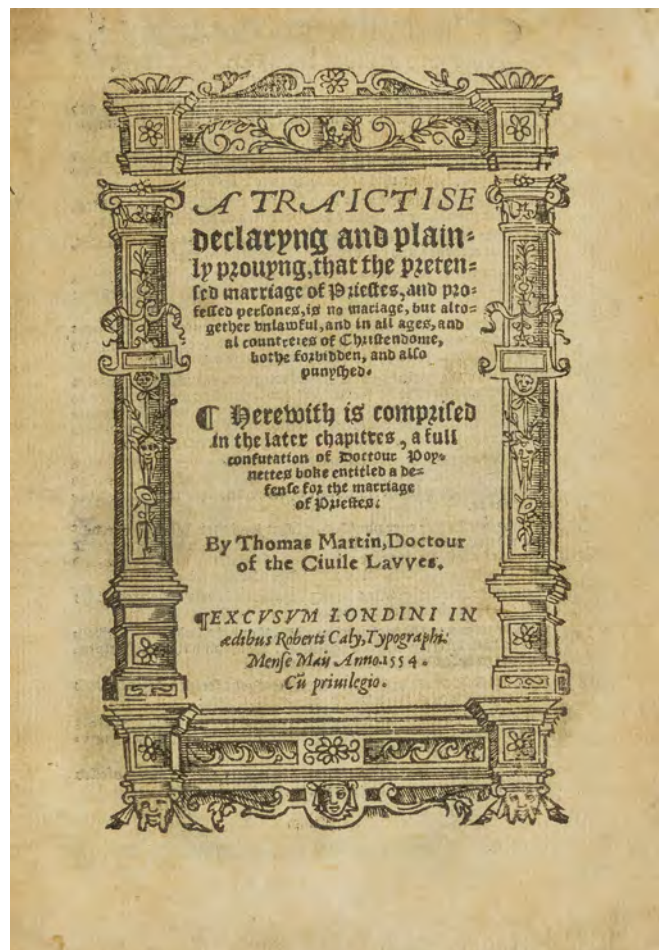 A TRAICTISE
declaryng and plain-
ly prouyng, that the preten-
sed marriage of Priestes, and pro-
fessed persones, is no mariage, but alto-
gether vnlawful, and in all ages, and
al countreies of Christendome,
bothe forbidden, and also
punyshed.
¶ Herewith is comprised
in the later chapitres, a full
confutation of Doctour Poy-
nettes boke entitled a de-
fense for the marriage
of Priestes.
By Thomas Martin, Doctour
of the Ciuile Lavves.
¶EXCVSVM LONDINI IN
ædibus Roberti Caly, Typographi.
Mense Maij Anno.1554.
Cū priuilegio.